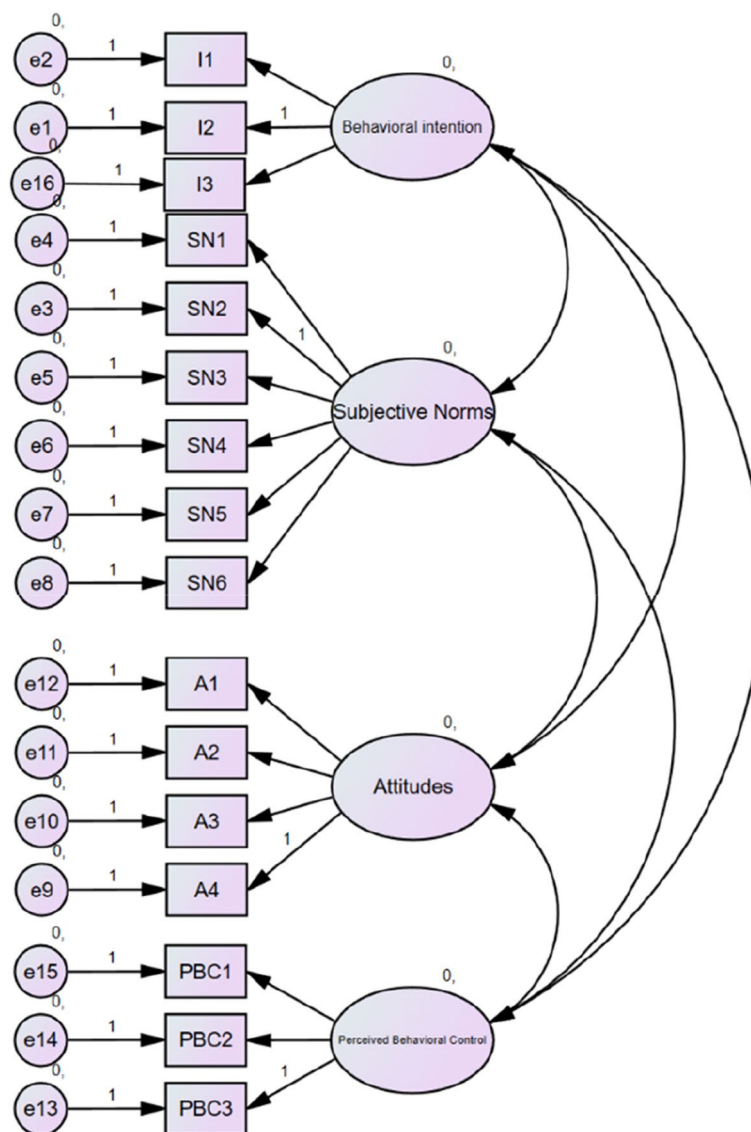 0,
e2 1 I1 0,
0,
e1 1 I2 1 Behavioral intention
0,
e16 1 I3
0,
e4 1 SN1
0,
e3 1 SN2 1 0,
0,
e5 1 SN3
Subjective Norms
0,
e6 1 SN4
0,
e7 1 SN5
0,
e8 1 SN6
0,
e12 1 A1
0, 0,
e11 1 A2
Attitudes
0,
e10 1 A3
0, 1
e9 1 A4
0,
e15 1 PBC1 0,
0,
e14 1 PBC2 Perceived Behavioral Control
0, 1
e13 1 PBC3